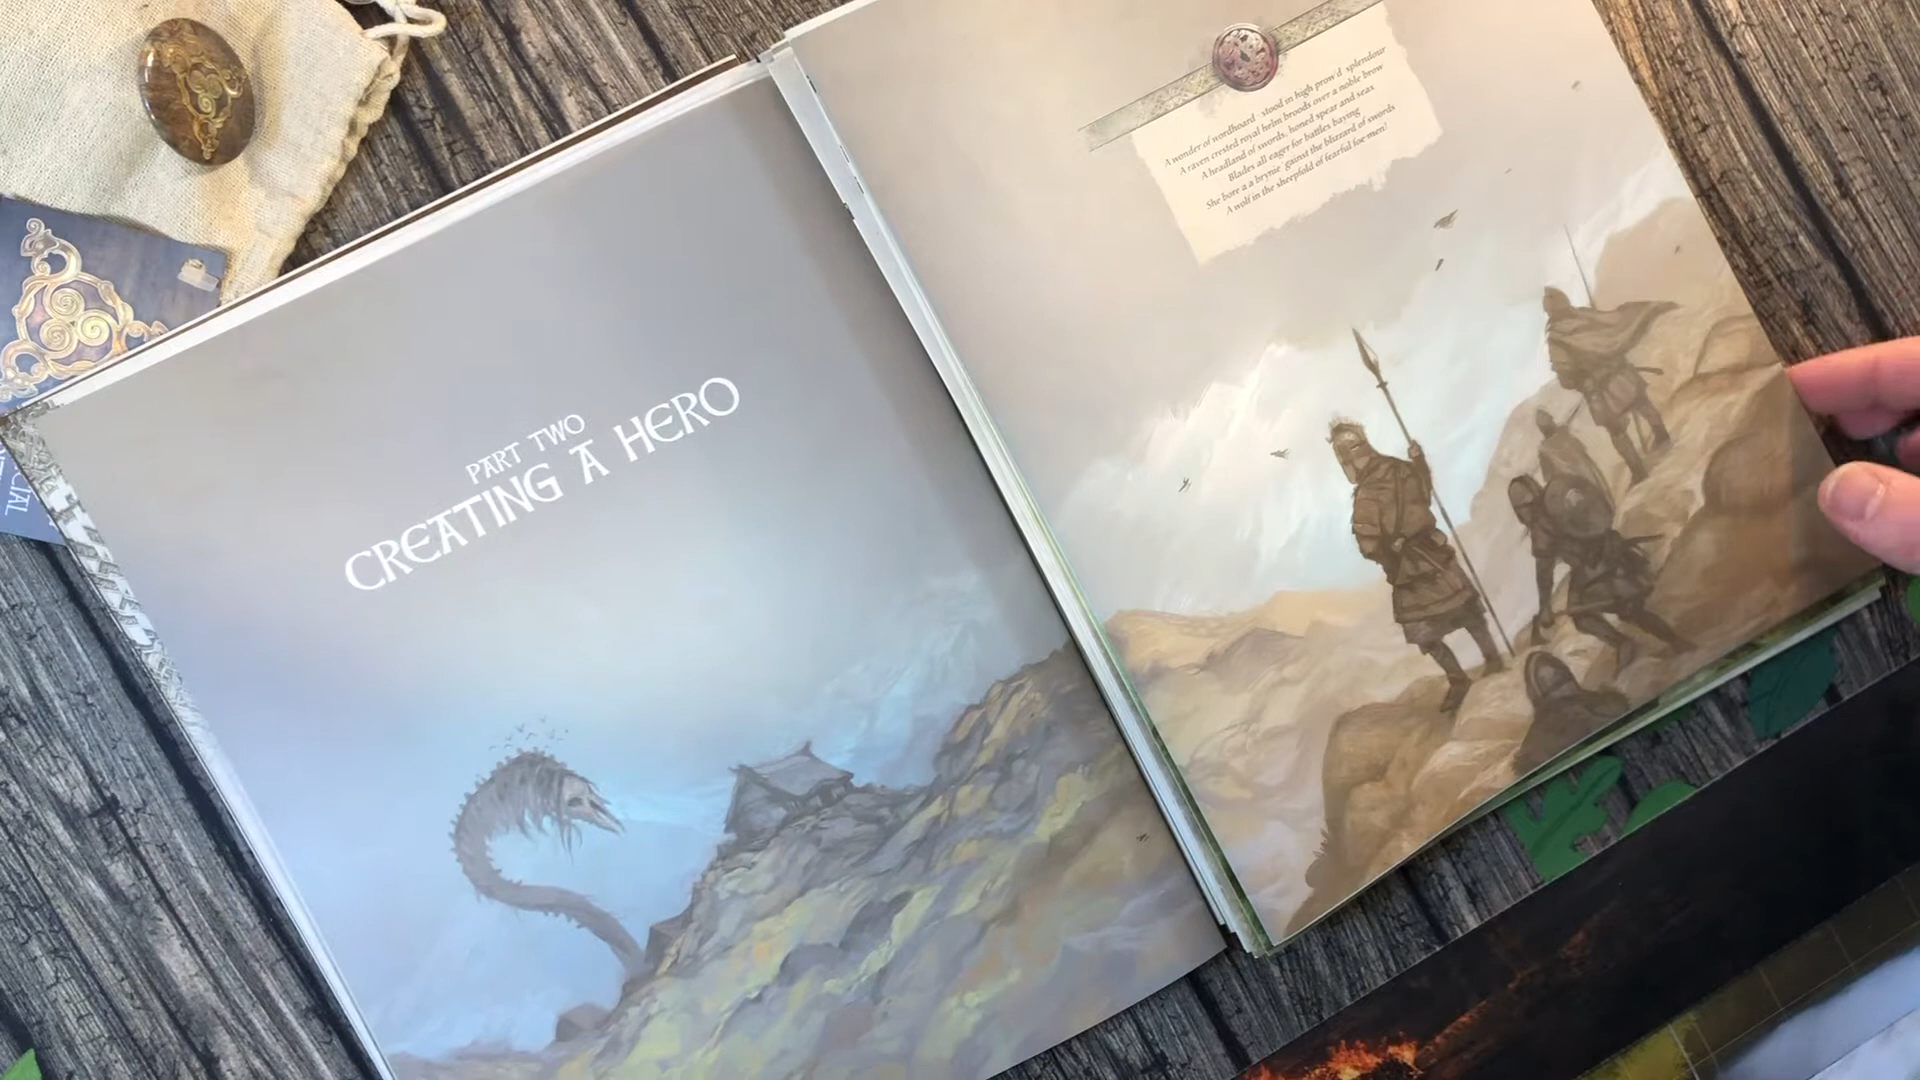 PART TWO
CREATING A HERO
A wonder of wordhoard - stood in high prow'd splendour
A raven crested royal helm broods over a noble brow
A headland of swords, honed spear and seax
Blades all eager for battles baying
She bore a a brynie 'gainst the blizzard of swords
A wolf in the sheepfold of fearful foe-men!